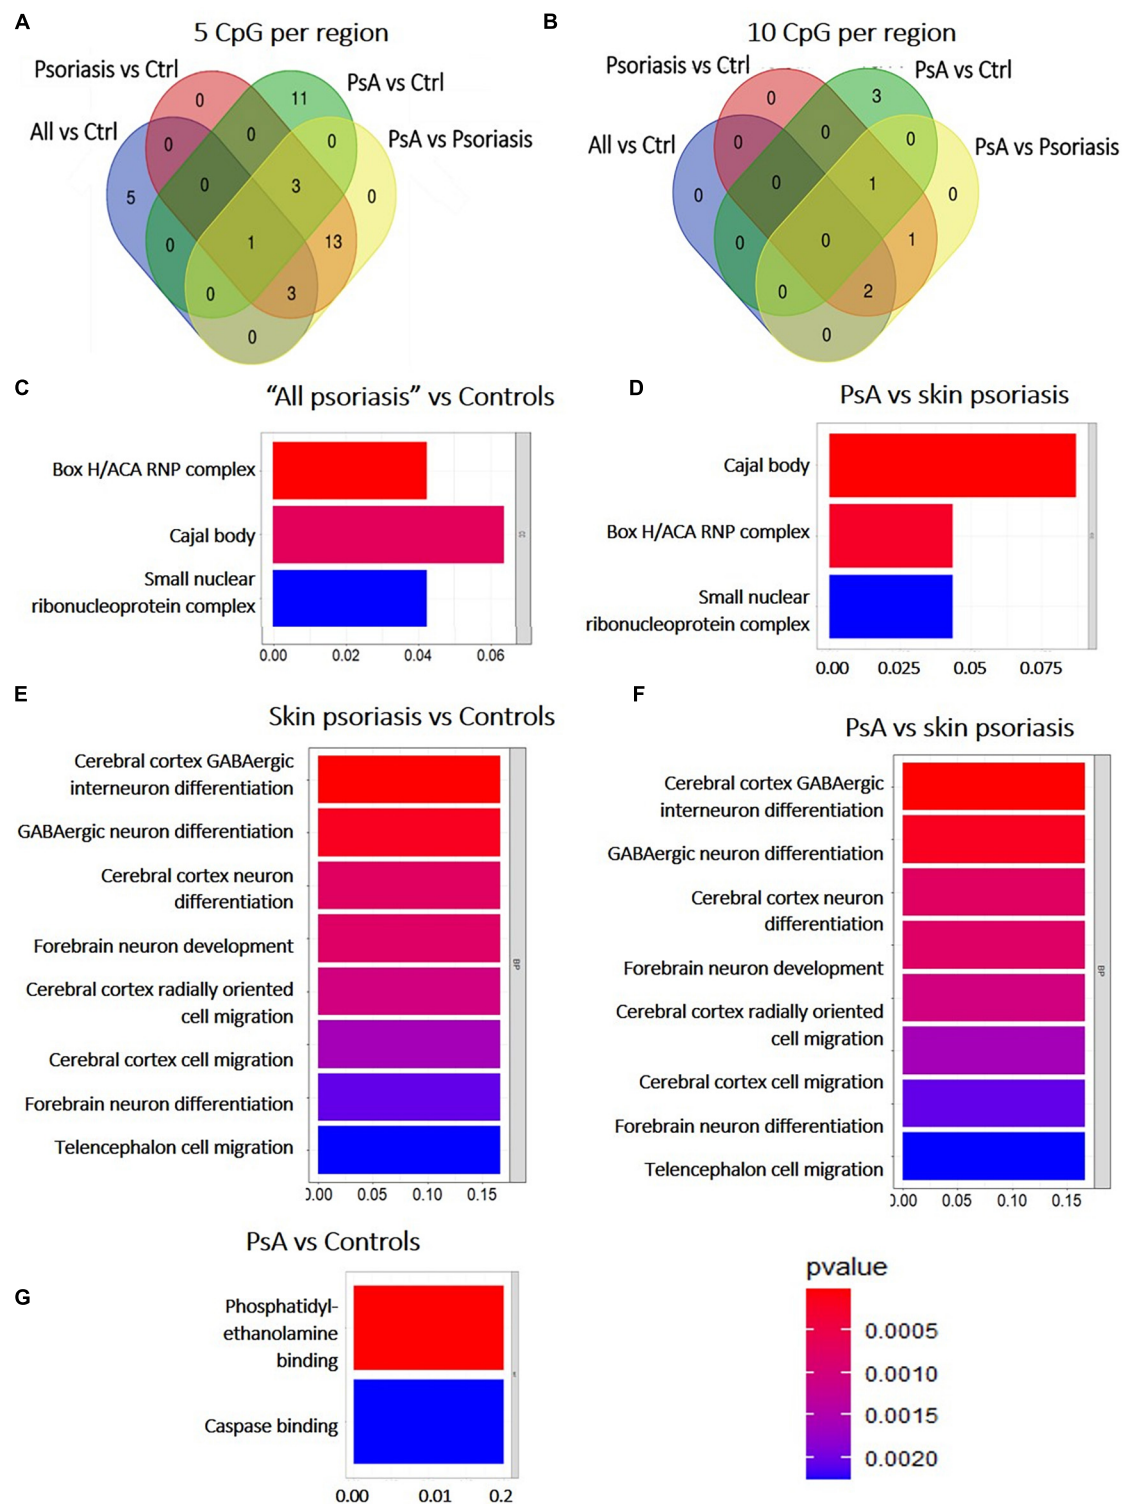 A
5 CpG per region
Psoriasis vs Ctrl
PsA vs Ctrl
All vs Ctrl
PsA vs Psoriasis
0
11
0
0
0
5
0
3
0
0
1
13
0
3
0
B
10 CpG per region
Psoriasis vs Ctrl
PsA vs Ctrl
All vs Ctrl
PsA vs Psoriasis
0
3
0
0
0
0
0
1
0
0
0
1
0
2
0
C
“All psoriasis” vs Controls
Box H/ACA RNP complex
Cajal body
Small nuclear
ribonucleoprotein complex
CC
0.00 0.02 0.04 0.06
D
PsA vs skin psoriasis
Cajal body
Box H/ACA RNP complex
Small nuclear
ribonucleoprotein complex
0.00 0.025 0.05 0.075
E
Skin psoriasis vs Controls
Cerebral cortex GABAergic
interneuron differentiation
GABAergic neuron differentiation
Cerebral cortex neuron
differentiation
Forebrain neuron development
Cerebral cortex radially oriented
cell migration
Cerebral cortex cell migration
Forebrain neuron differentiation
Telencephalon cell migration
BP
0.00 0.05 0.10 0.15
F
PsA vs skin psoriasis
Cerebral cortex GABAergic
interneuron differentiation
GABAergic neuron differentiation
Cerebral cortex neuron
differentiation
Forebrain neuron development
Cerebral cortex radially oriented
cell migration
Cerebral cortex cell migration
Forebrain neuron differentiation
Telencephalon cell migration
BP
0.00 0.05 0.10 0.15
G
PsA vs Controls
Phosphatidyl-
ethanolamine
binding
Caspase binding
0.00 0.01 0.2
pvalue
0.0005
0.0010
0.0015
0.0020